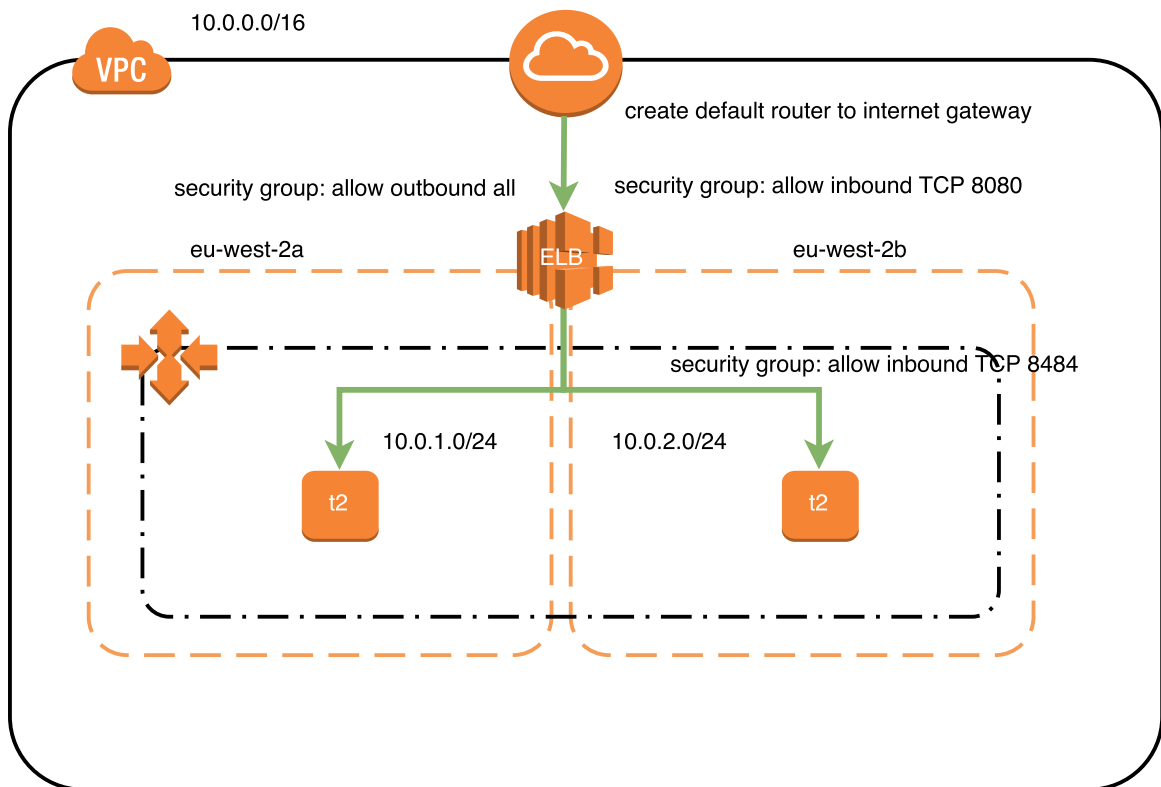 10.0.0.0/16
VPC
create default router to internet gateway
security group: allow outbound all
security group: allow inbound TCP 8080
eu-west-2a
ELB
eu-west-2b
security group: allow inbound TCP 8484
10.0.1.0/24
10.0.2.0/24
t2
t2